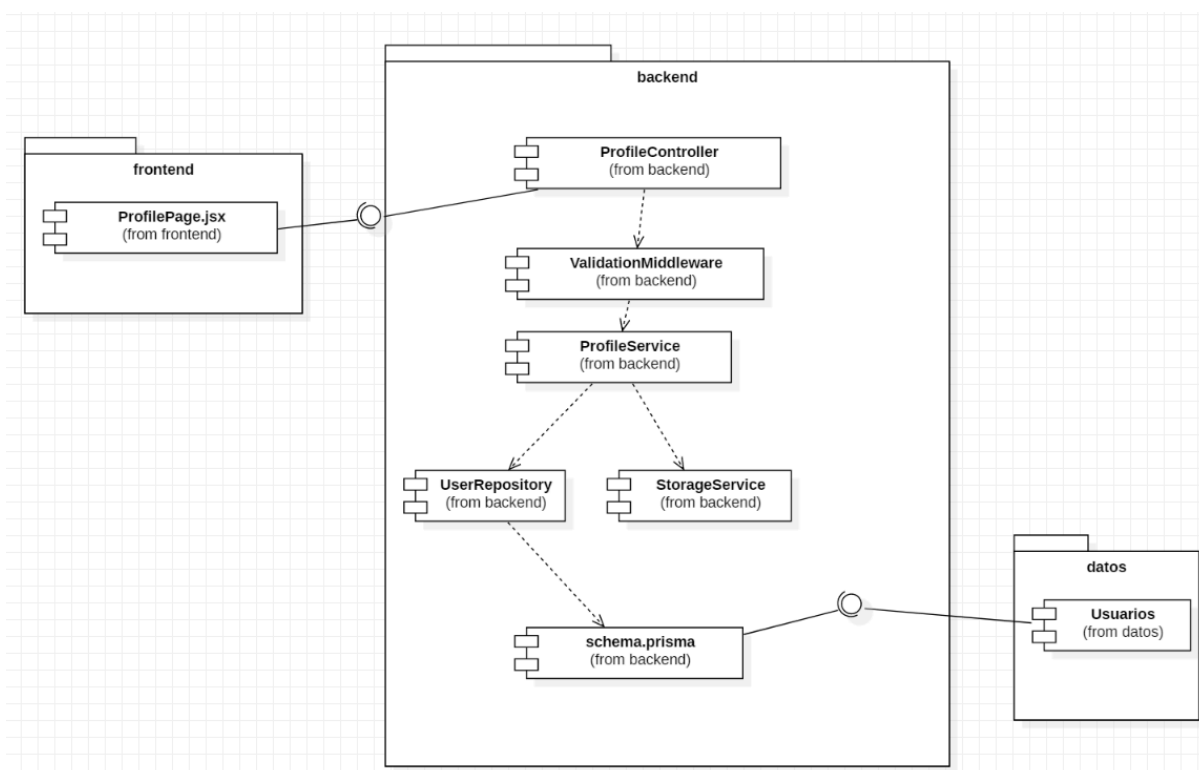 backend
ProfileController
(from backend)
frontend
ProfilePage.jsx
(from frontend)
ValidationMiddleware
(from backend)
ProfileService
(from backend)
UserRepository
(from backend)
StorageService
(from backend)
datos
Usuarios
(from datos)
schema.prisma
(from backend)